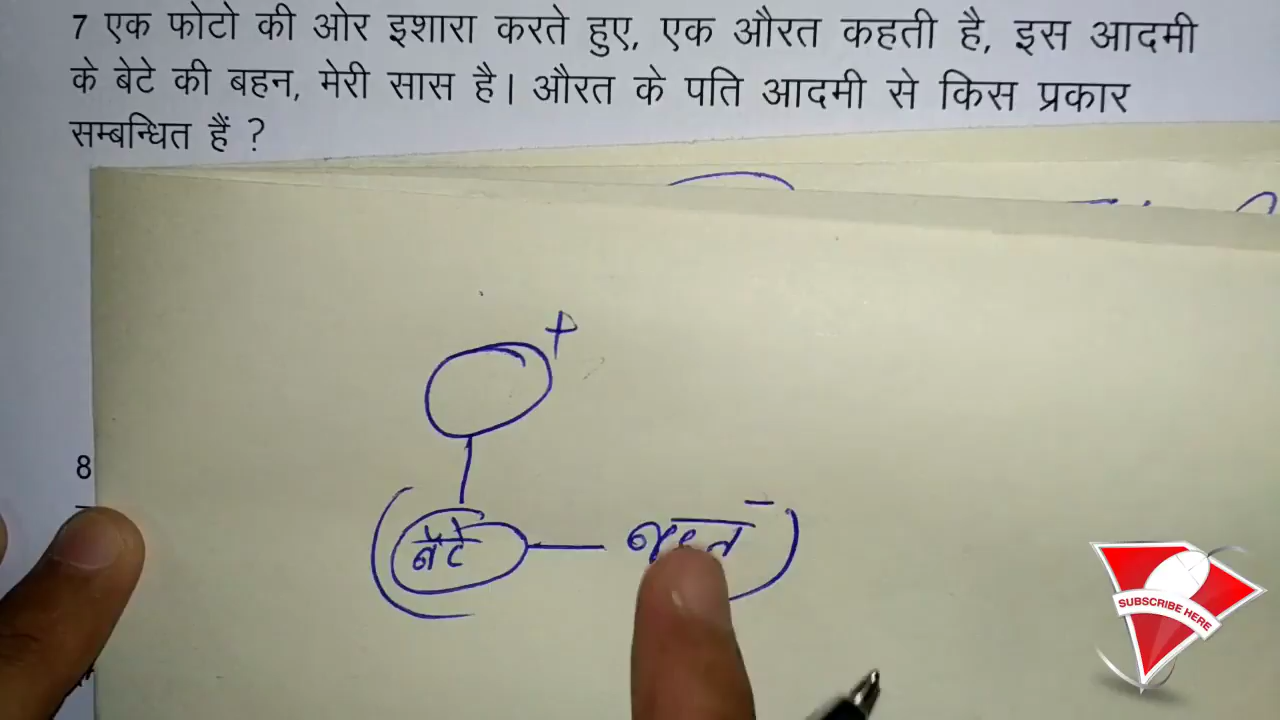 7 एक फोटो की ओर इशारा करते हुए, एक औरत कहती है, इस आदमी
के बेटे की बहन, मेरी सास है। औरत के पति आदमी से किस प्रकार
सम्बन्धित हैं ?
+
8
बेटे
SUBSCRIBE HERE